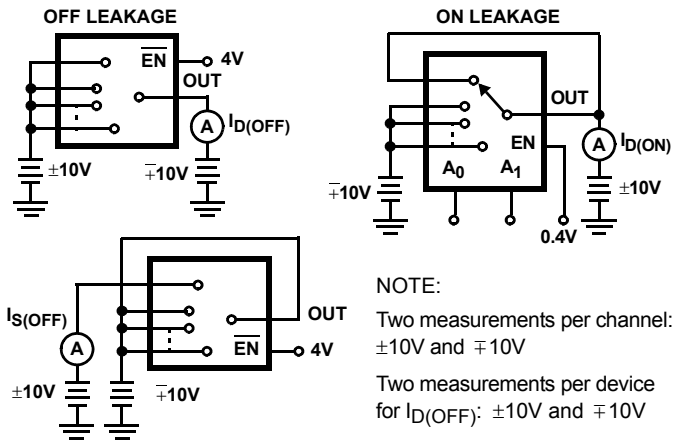 OFF LEAKAGE
EN
4V
OUT
A
I_D(OFF)
±10V
∓10V
ON LEAKAGE
OUT
EN
A
I_D(ON)
A0
A1
∓10V
±10V
0.4V
I_S(OFF)
A
OUT
EN
4V
±10V
∓10V
NOTE:
Two measurements per channel:
±10V and ∓10V
Two measurements per device
for I_D(OFF): ±10V and ∓10V